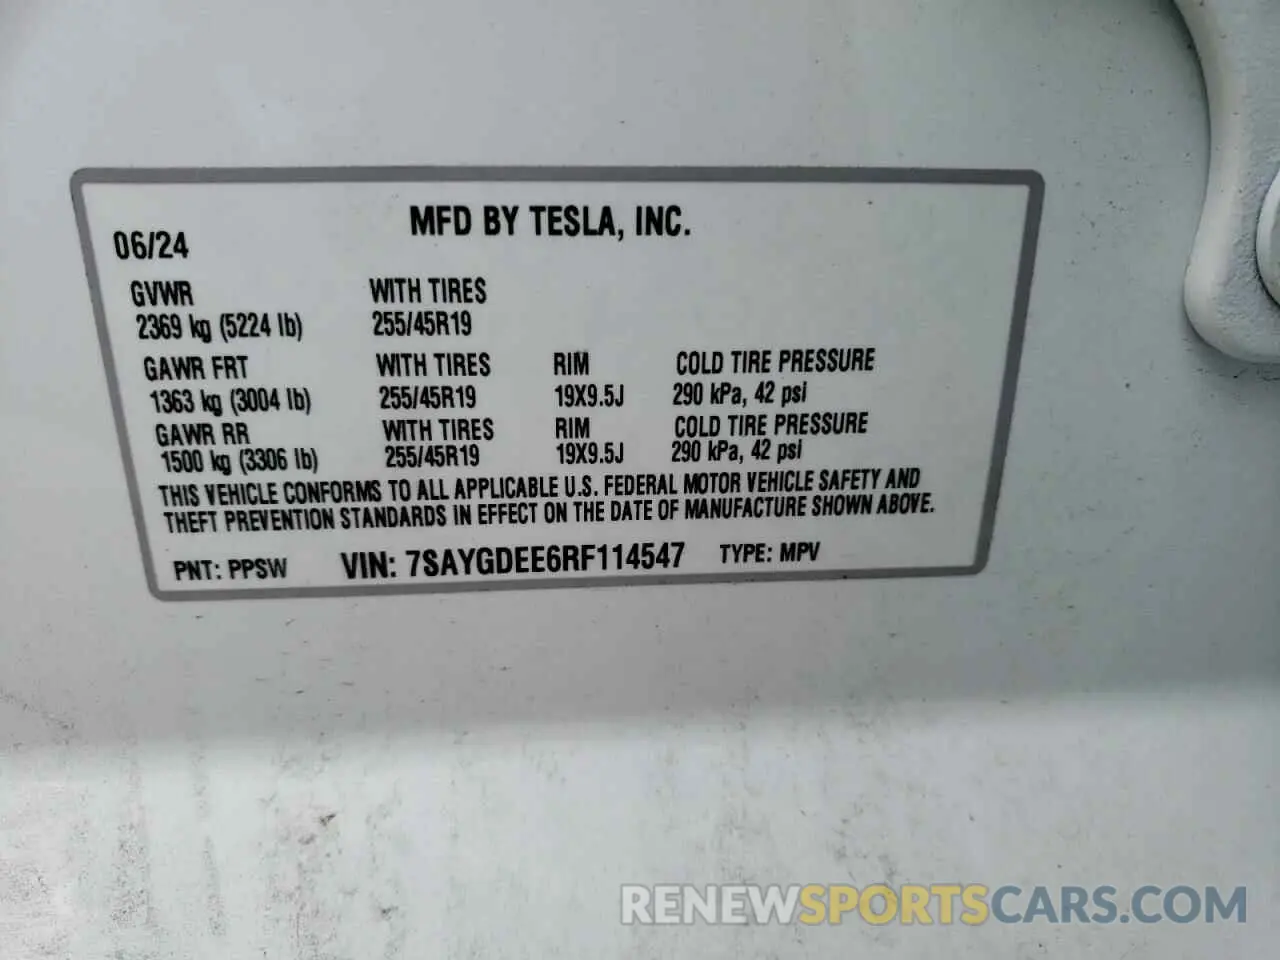 MFD BY TESLA, INC.
06/24
GVWR WITH TIRES
2369 kg (5224 lb) 255/45R19
GAWR FRT WITH TIRES RIM COLD TIRE PRESSURE
1363 kg (3004 lb) 255/45R19 19X9.5J 290 kPa, 42 psi
GAWR RR WITH TIRES RIM COLD TIRE PRESSURE
1500 kg (3306 lb) 255/45R19 19X9.5J 290 kPa, 42 psi
THIS VEHICLE CONFORMS TO ALL APPLICABLE U.S. FEDERAL MOTOR VEHICLE SAFETY AND
THEFT PREVENTION STANDARDS IN EFFECT ON THE DATE OF MANUFACTURE SHOWN ABOVE.
PNT: PPSW VIN: 7SAYGDEE6RF114547 TYPE: MPV
RENEWSPORTSCARS.COM